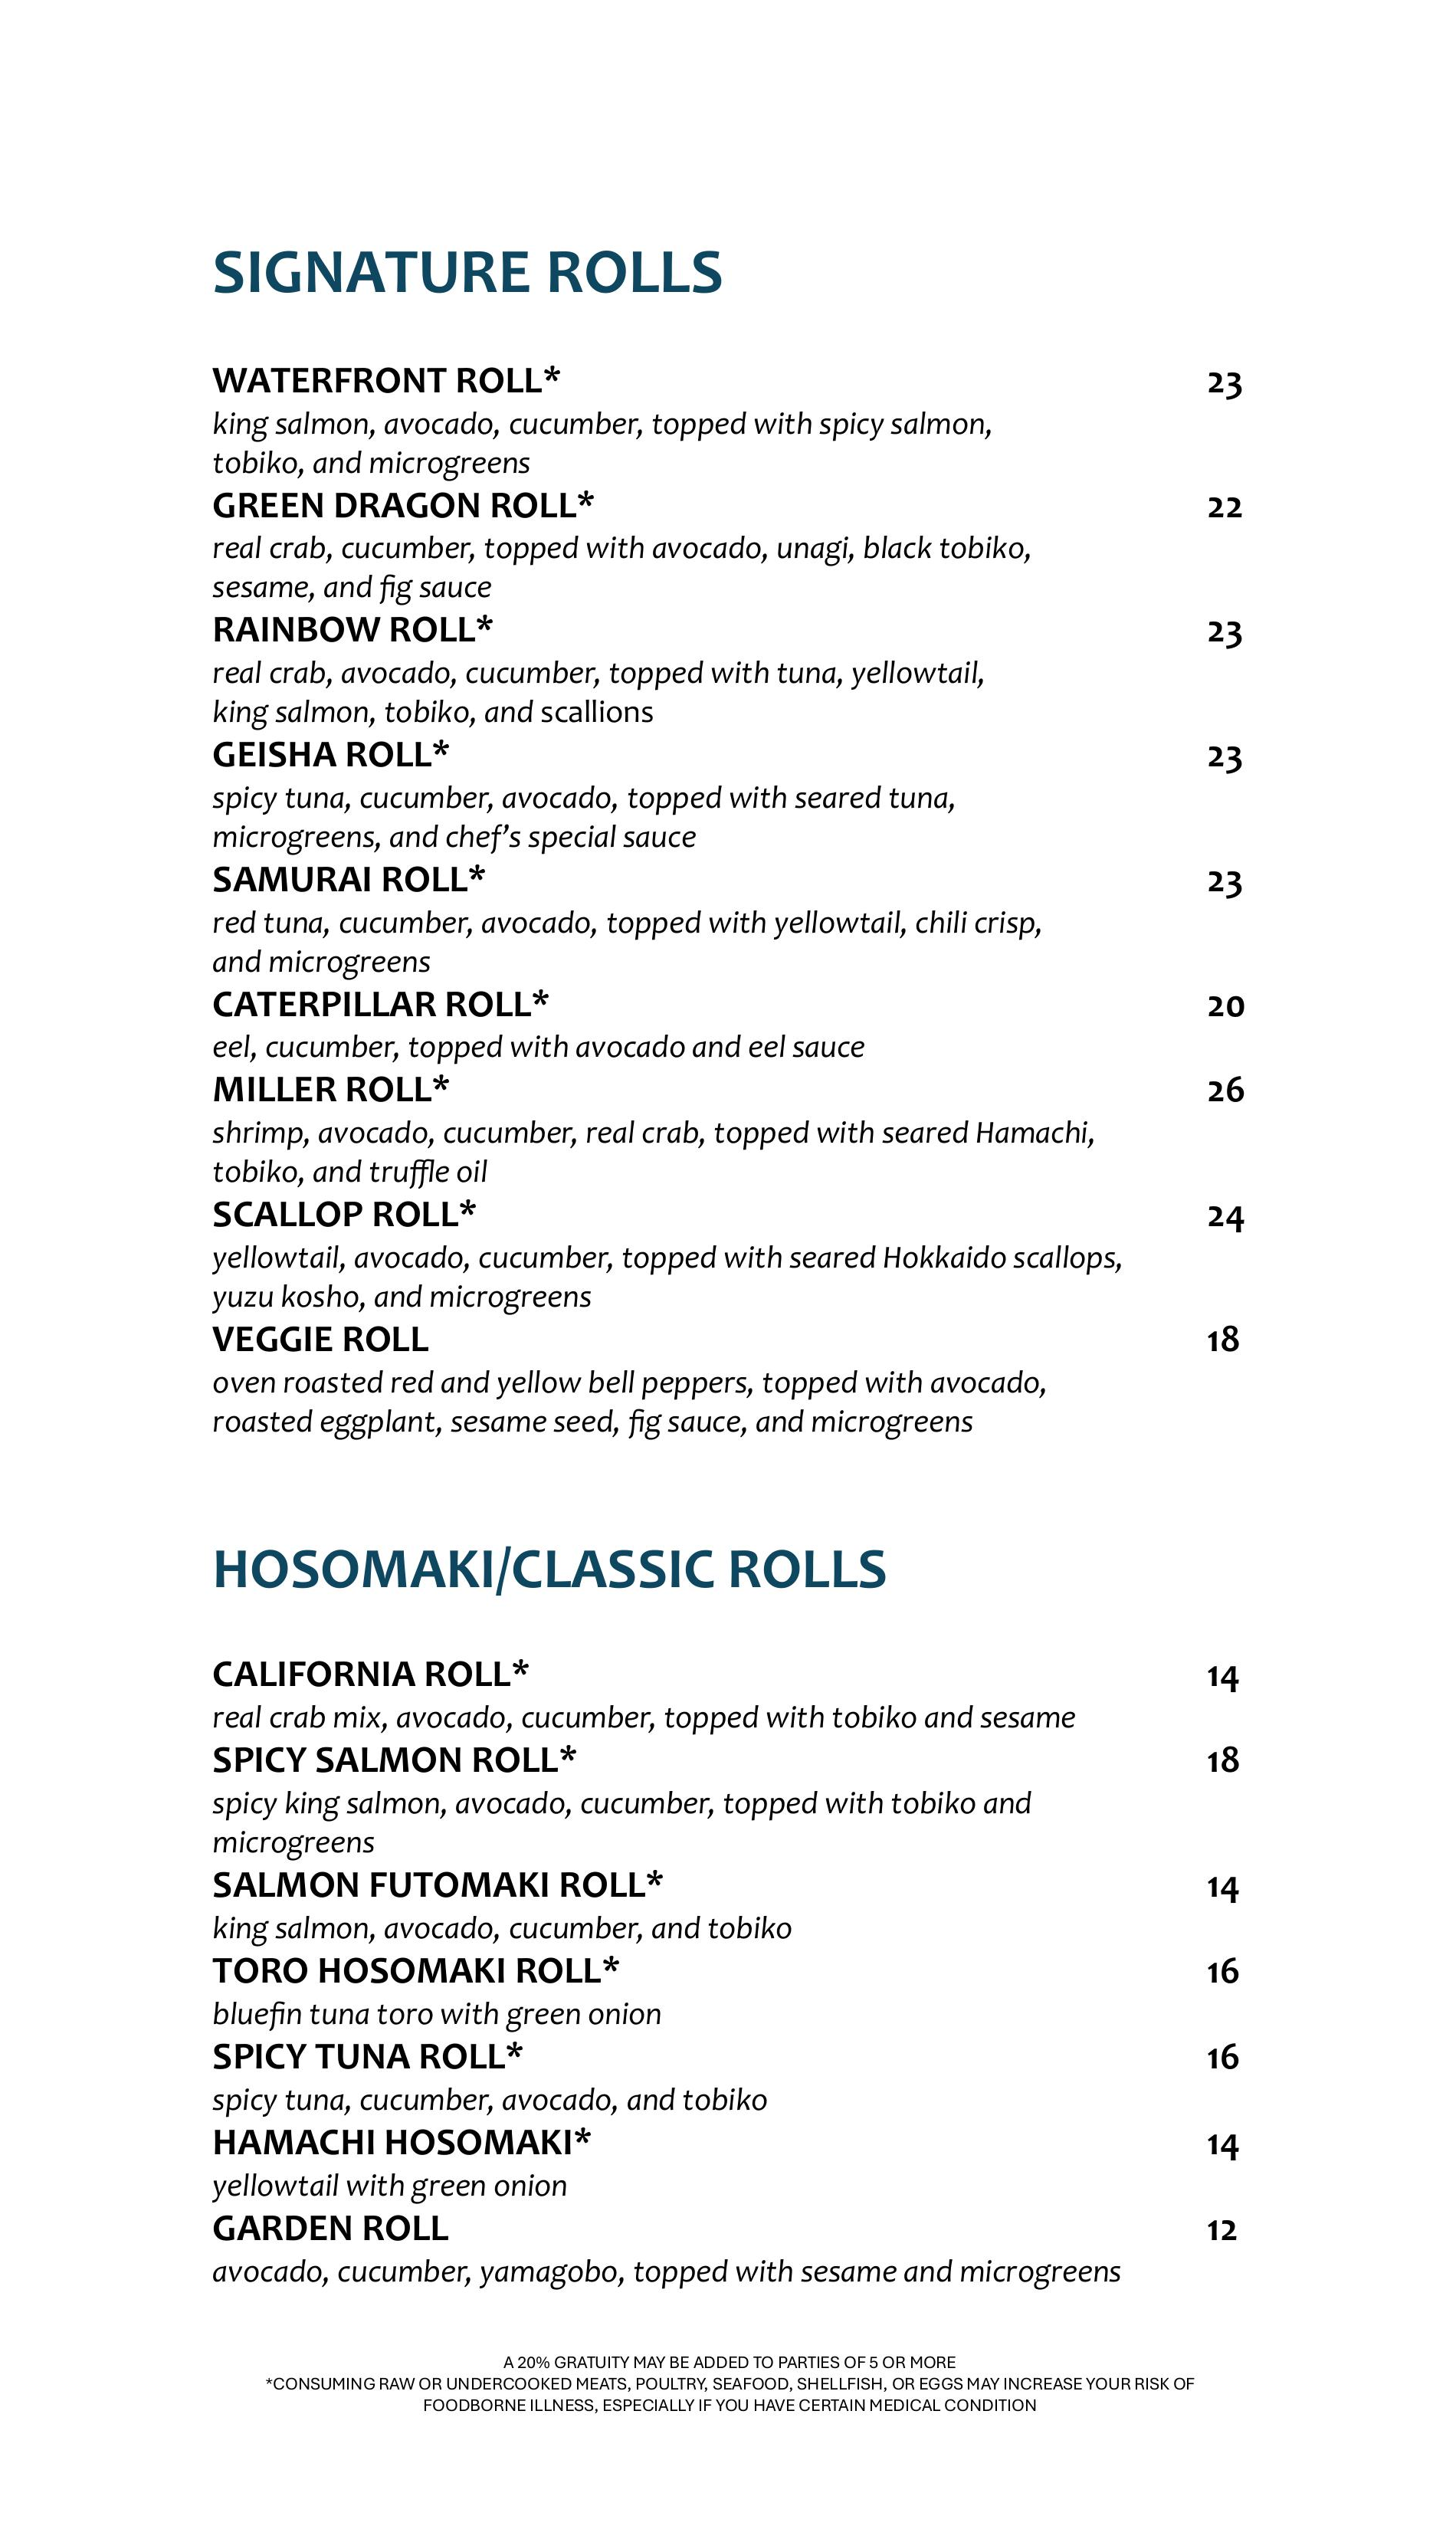 SIGNATURE ROLLS
WATERFRONT ROLL* 23
king salmon, avocado, cucumber, topped with spicy salmon,
tobiko, and microgreens
GREEN DRAGON ROLL* 22
real crab, cucumber, topped with avocado, unagi, black tobiko,
sesame, and fig sauce
RAINBOW ROLL* 23
real crab, avocado, cucumber, topped with tuna, yellowtail,
king salmon, tobiko, and scallions
GEISHA ROLL* 23
spicy tuna, cucumber, avocado, topped with seared tuna,
microgreens, and chef’s special sauce
SAMURAI ROLL* 23
red tuna, cucumber, avocado, topped with yellowtail, chili crisp,
and microgreens
CATERPILLAR ROLL* 20
eel, cucumber, topped with avocado and eel sauce
MILLER ROLL* 26
shrimp, avocado, cucumber, real crab, topped with seared Hamachi,
tobiko, and truffle oil
SCALLOP ROLL* 24
yellowtail, avocado, cucumber, topped with seared Hokkaido scallops,
yuzu kosho, and microgreens
VEGGIE ROLL 18
oven roasted red and yellow bell peppers, topped with avocado,
roasted eggplant, sesame seed, fig sauce, and microgreens
HOSOMAKI/CLASSIC ROLLS
CALIFORNIA ROLL* 14
real crab mix, avocado, cucumber, topped with tobiko and sesame
SPICY SALMON ROLL* 18
spicy king salmon, avocado, cucumber, topped with tobiko and
microgreens
SALMON FUTOMAKI ROLL* 14
king salmon, avocado, cucumber, and tobiko
TORO HOSOMAKI ROLL* 16
bluefin tuna toro with green onion
SPICY TUNA ROLL* 16
spicy tuna, cucumber, avocado, and tobiko
HAMACHI HOSOMAKI* 14
yellowtail with green onion
GARDEN ROLL 12
avocado, cucumber, yamagobo, topped with sesame and microgreens
A 20% GRATUITY MAY BE ADDED TO PARTIES OF 5 OR MORE
*CONSUMING RAW OR UNDERCOOKED MEATS, POULTRY, SEAFOOD, SHELLFISH, OR EGGS MAY INCREASE YOUR RISK OF
FOODBORNE ILLNESS, ESPECIALLY IF YOU HAVE CERTAIN MEDICAL CONDITION